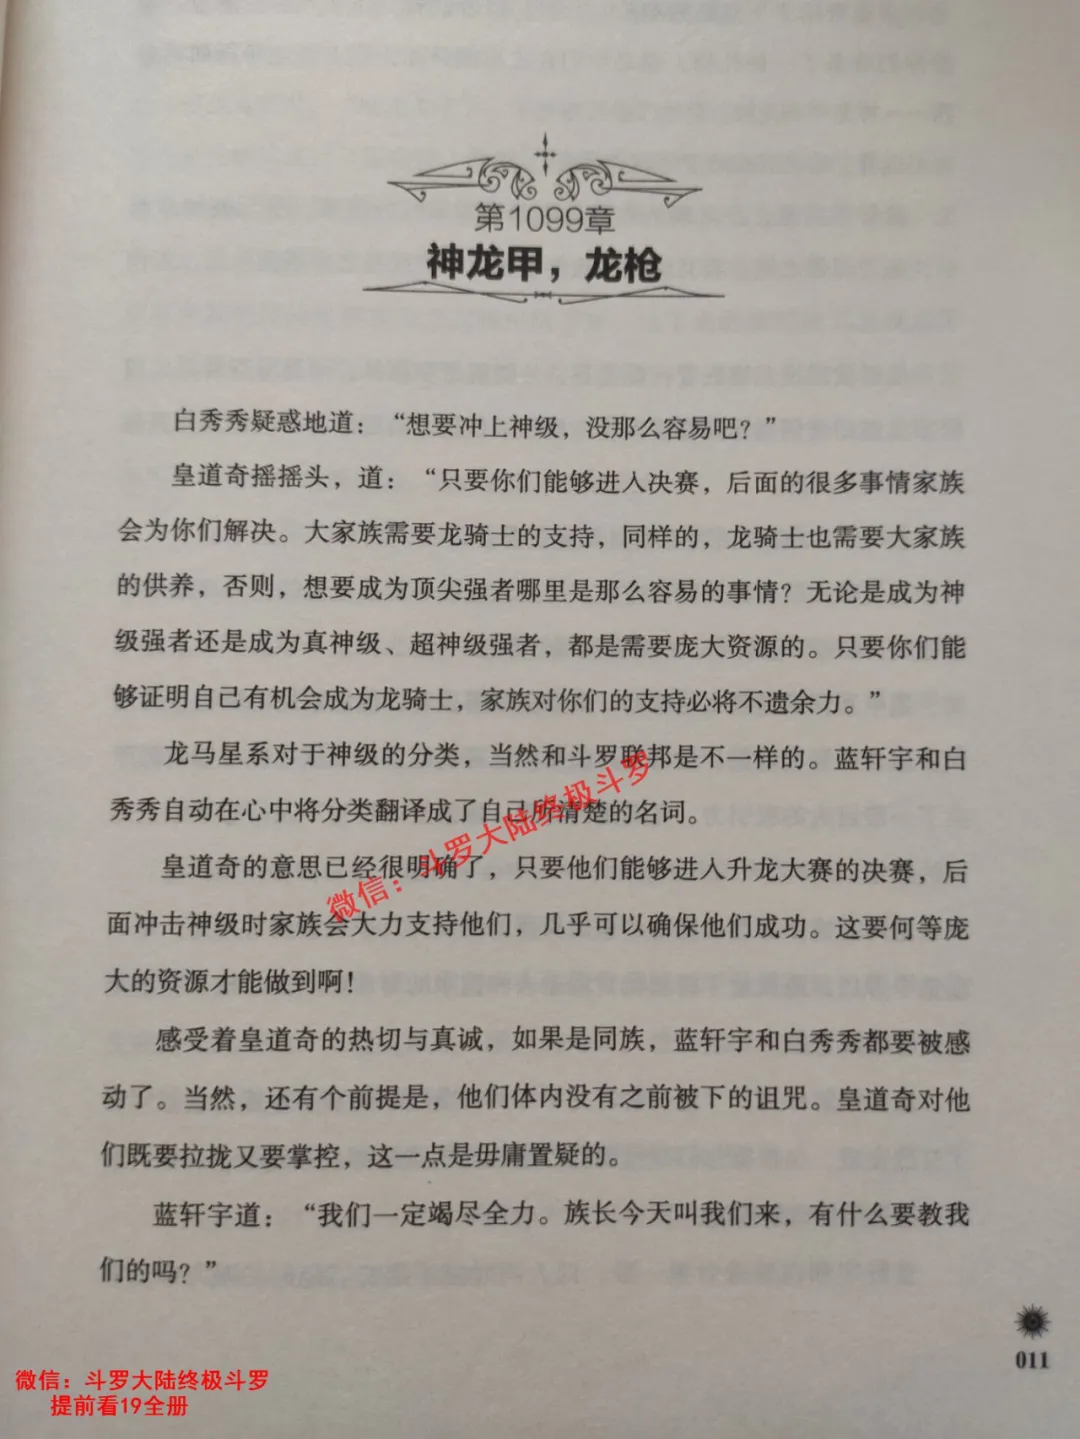 第1099章
神龙甲，龙枪
白秀秀疑惑地道：“想要冲上神级，没那么容易吧？”
皇道奇摇摇头，道：“只要你们能够进入决赛，后面的很多事情家族
会为你们解决。大家族需要龙骑士的支持，同样的，龙骑士也需要大家族
的供养，否则，想要成为顶尖强者哪里是那么容易的事情？无论是成为神
级强者还是成为真神级、超神级强者，都是需要庞大资源的。只要你们能
够证明自己有机会成为龙骑士，家族对你们的支持必将不遗余力。”
龙马星系对于神级的分类，当然和斗罗联邦是不一样的。蓝轩宇和白
秀秀自动在心中将分类翻译成了自己所清楚的名词。
皇道奇的意思已经很明确了，只要他们能够进入升龙大赛的决赛，后
面冲击神级时家族会大力支持他们，几乎可以确保他们成功。这要何等庞
大的资源才能做到啊！
感受着皇道奇的热切与真诚，如果是同族，蓝轩宇和白秀秀都要被感
动了。当然，还有个前提是，他们体内没有之前被下的诅咒。皇道奇对他
们既要拉拢又要掌控，这一点是毋庸置疑的。
蓝轩宇道：“我们一定竭尽全力。族长今天叫我们来，有什么要教我
们的吗？”
微信：斗罗大陆终极斗罗
011
微信：斗罗大陆终极斗罗
提前看19全册